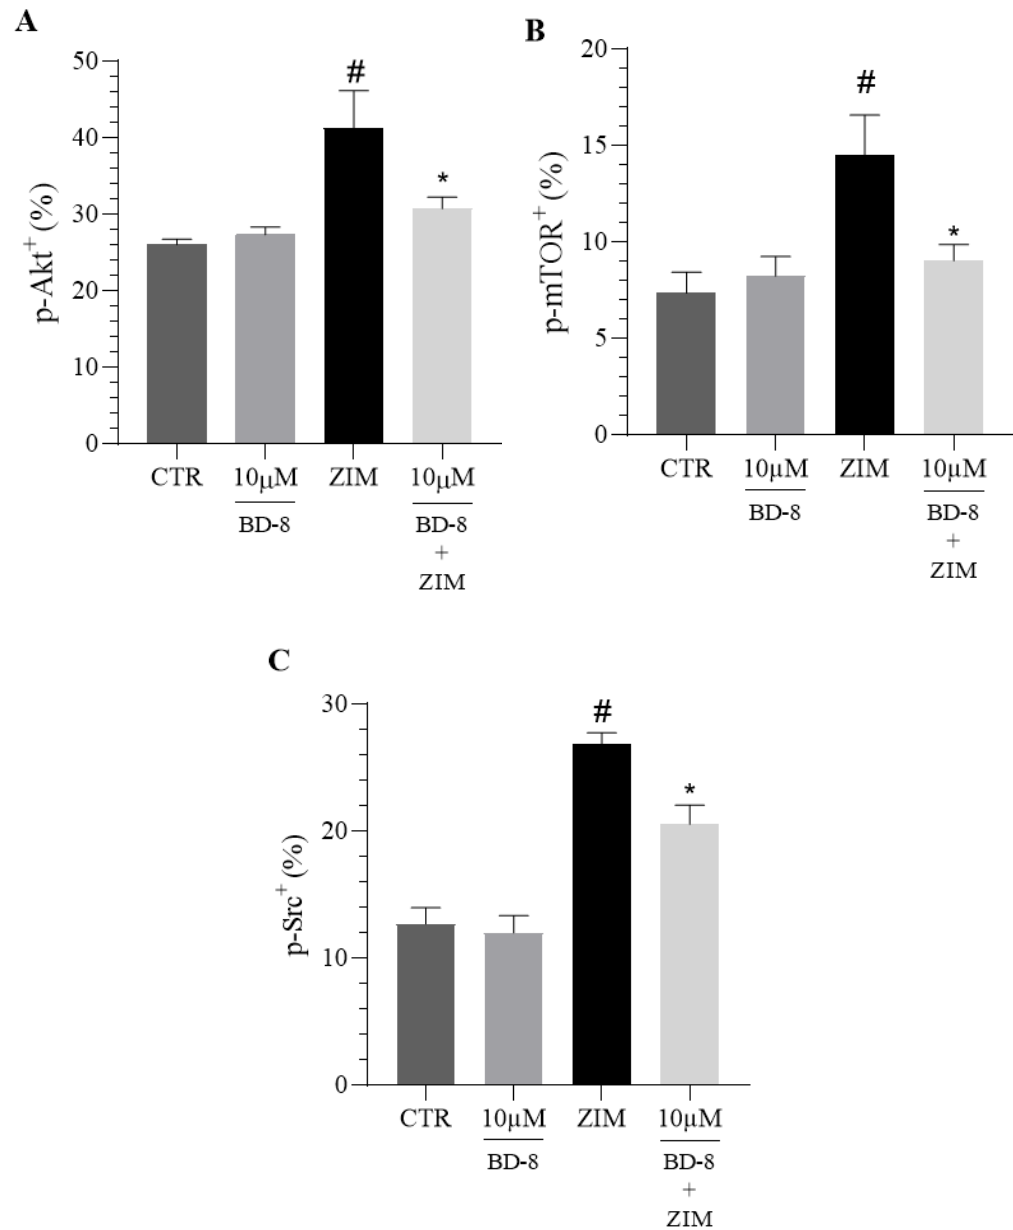 A
p-Akt⁺ (%)
50
40
30
20
10
0
#
*
CTR
10μM
BD-8
ZIM
10μM
BD-8
+
ZIM
B
p-mTOR⁺ (%)
20
15
10
5
0
#
*
CTR
10μM
BD-8
ZIM
10μM
BD-8
+
ZIM
C
p-Src⁺ (%)
30
20
10
0
#
*
CTR
10μM
BD-8
ZIM
10μM
BD-8
+
ZIM